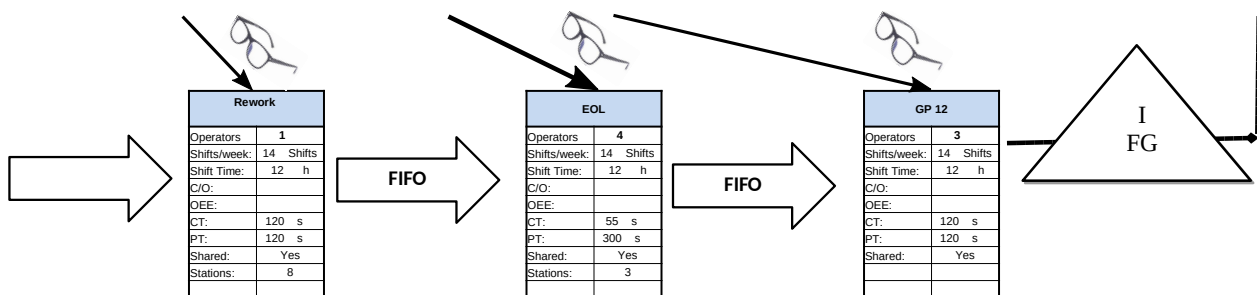 Rework
Operators 1
Shifts/week: 14 Shifts
Shift Time: 12 h
C/O:
OEE:
CT: 120 s
PT: 120 s
Shared: Yes
Stations: 8
FIFO
EOL
Operators 4
Shifts/week: 14 Shifts
Shift Time: 12 h
C/O:
OEE:
CT: 55 s
PT: 300 s
Shared: Yes
Stations: 3
FIFO
GP 12
Operators 3
Shifts/week: 14 Shifts
Shift Time: 12 h
C/O:
OEE:
CT: 120 s
PT: 120 s
Shared: Yes
I
FG